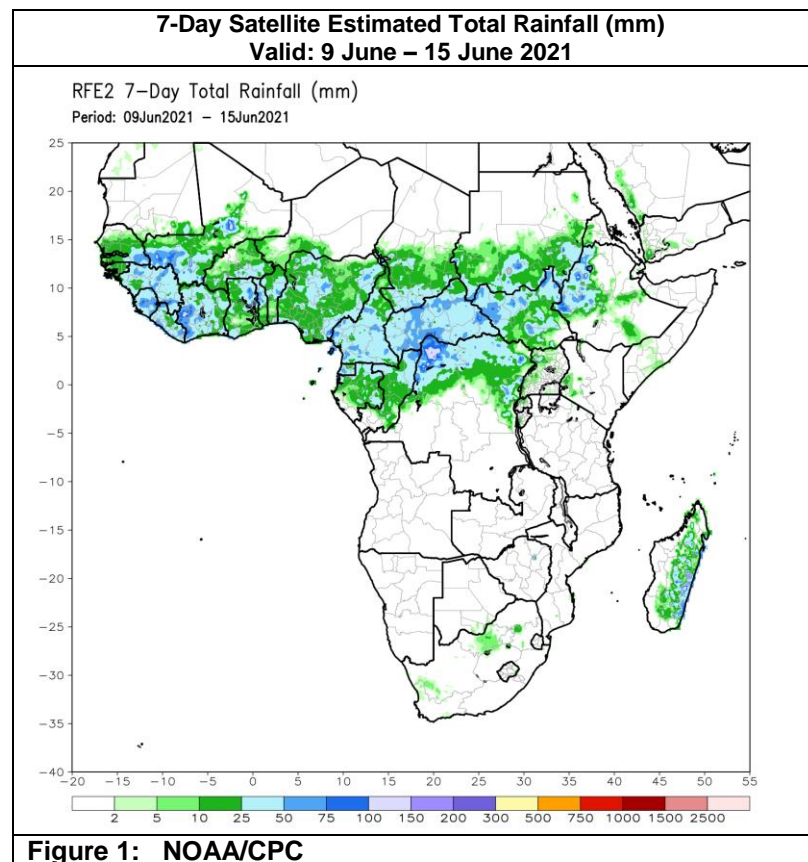 7-Day Satellite Estimated Total Rainfall (mm)
Valid: 9 June – 15 June 2021
RFE2 7-Day Total Rainfall (mm)
Period: 09Jun2021 – 15Jun2021
25
20
15
10
5
0
-5
-10
-15
-20
-25
-30
-35
-40
-20 -15 -10 -5 0 5 10 15 20 25 30 35 40 45 50 55
2 5 10 25 50 75 100 150 200 300 500 750 1000 1500 2500
Figure 1: NOAA/CPC